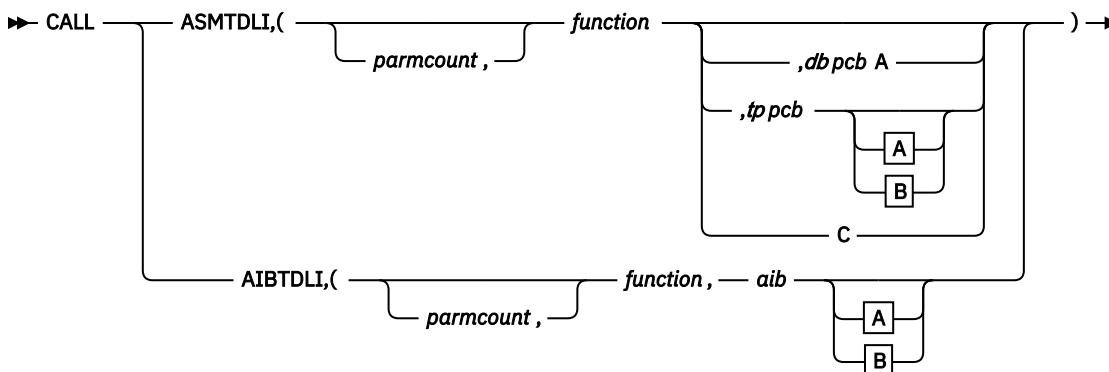 CALL ASMTDLI,( function )
parmcount ,
,db pcb A
,tp pcb
A
B
C
AIBTDLI,( function , aib
parmcount ,
A
B